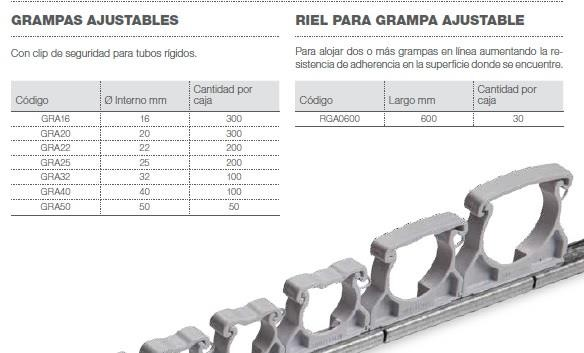 GRAMPAS AJUSTABLES
Con clip de seguridad para tubos rígidos.
Código Ø Interno mm Cantidad por caja
GRA16 16 300
GRA20 20 300
GRA22 22 200
GRA25 25 200
GRA32 32 100
GRA40 40 100
GRA50 50 50
RIEL PARA GRAMPA AJUSTABLE
Para alojar dos o más grampas en línea aumentando la re-
sistencia de adherencia en la superficie donde se encuentre.
Código Largo mm Cantidad por caja
RGA0600 600 30